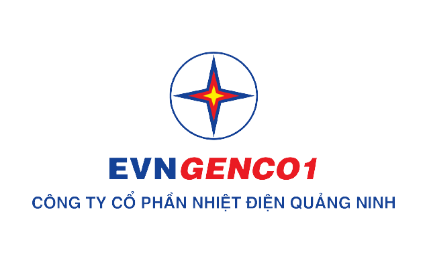 EVNGENCO1
CÔNG TY CỔ PHẦN NHIỆT ĐIỆN QUẢNG NINH